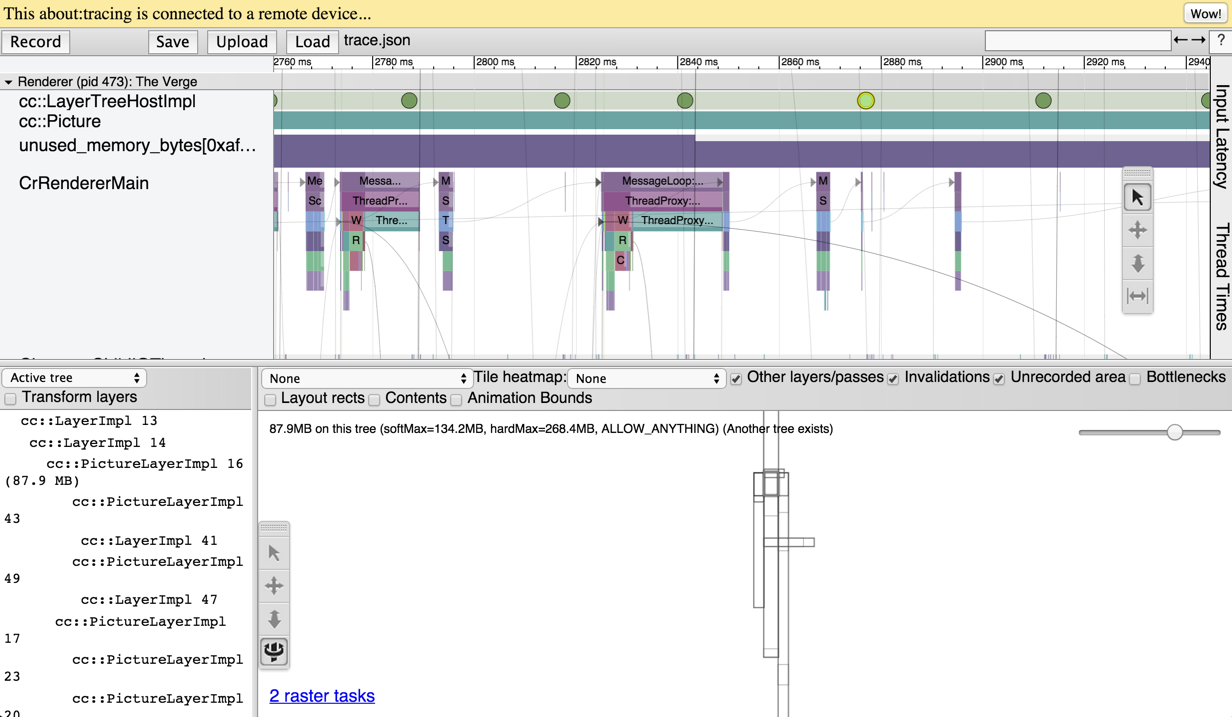 This about:tracing is connected to a remote device...
Wow!
Record Save Upload Load trace.json
?
2760 ms 2780 ms 2800 ms 2820 ms 2840 ms 2860 ms 2880 ms 2900 ms 2920 ms 2940
Renderer (pid 473): The Verge
cc::LayerTreeHostImpl
cc::Picture
unused_memory_bytes[0xaf...
CrRendererMain
Me Messa... M MessageLoop:... M
Sc ThreadPr... S ThreadProxy:... S
W Thre... T W ThreadProxy...
R S R
C
Input Latency
Thread Times
Active tree
Transform layers
None Tile heatmap: None Other layers/passes Invalidations Unrecorded area Bottlenecks
Layout rects Contents Animation Bounds
cc::LayerImpl 13
cc::LayerImpl 14
cc::PictureLayerImpl 16
(87.9 MB)
cc::PictureLayerImpl
43
cc::LayerImpl 41
cc::PictureLayerImpl
49
cc::LayerImpl 47
cc::PictureLayerImpl
17
cc::PictureLayerImpl
23
cc::PictureLayerImpl
20
87.9MB on this tree (softMax=134.2MB, hardMax=268.4MB, ALLOW_ANYTHING) (Another tree exists)
2 raster tasks